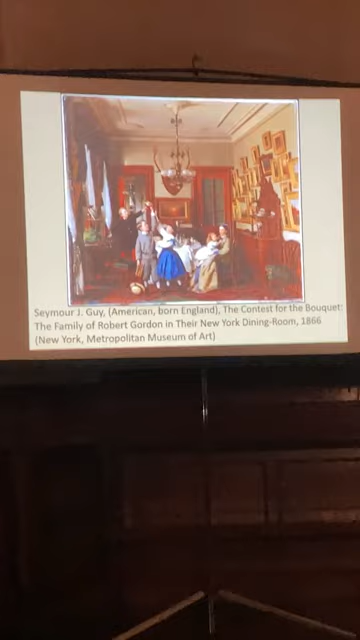 Seymour J. Guy, (American, born England), The Contest for the Bouquet:
The Family of Robert Gordon in Their New York Dining-Room, 1866
(New York, Metropolitan Museum of Art)